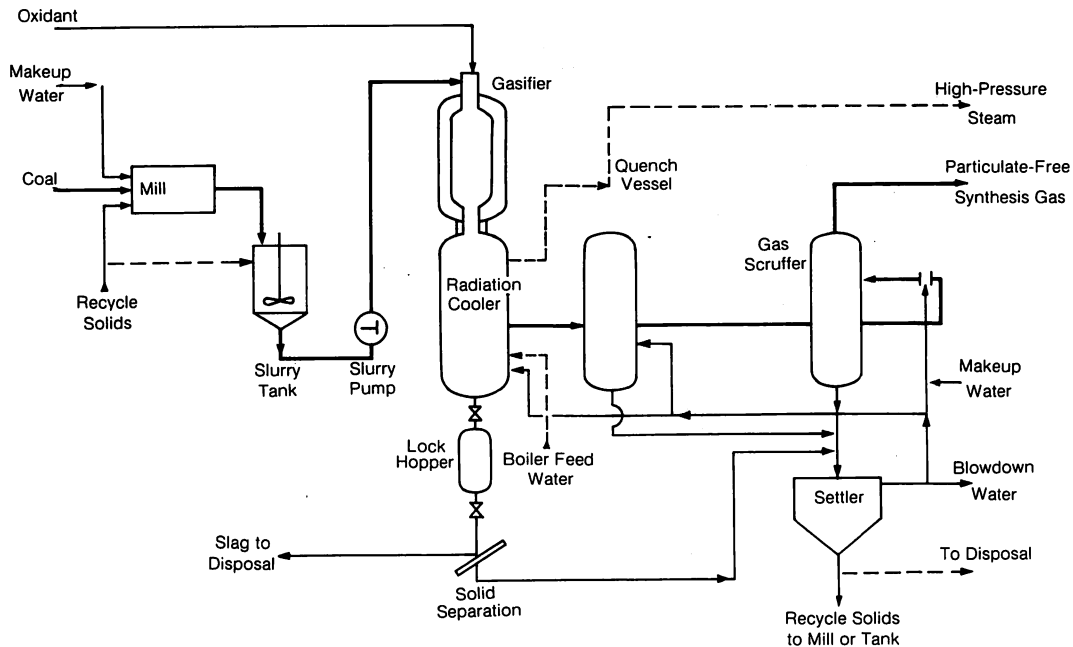 Oxidant
Makeup
Water
Coal
Mill
Recycle
Solids
Slurry
Tank
Slurry
Pump
Gasifier
Radiation
Cooler
Quench
Vessel
High-Pressure
Steam
Particulate-Free
Synthesis Gas
Gas
Scruffer
Makeup
Water
Lock
Hopper
Boiler Feed
Water
Blowdown
Water
Settler
Slag to
Disposal
Solid
Separation
To Disposal
Recycle Solids
to Mill or Tank